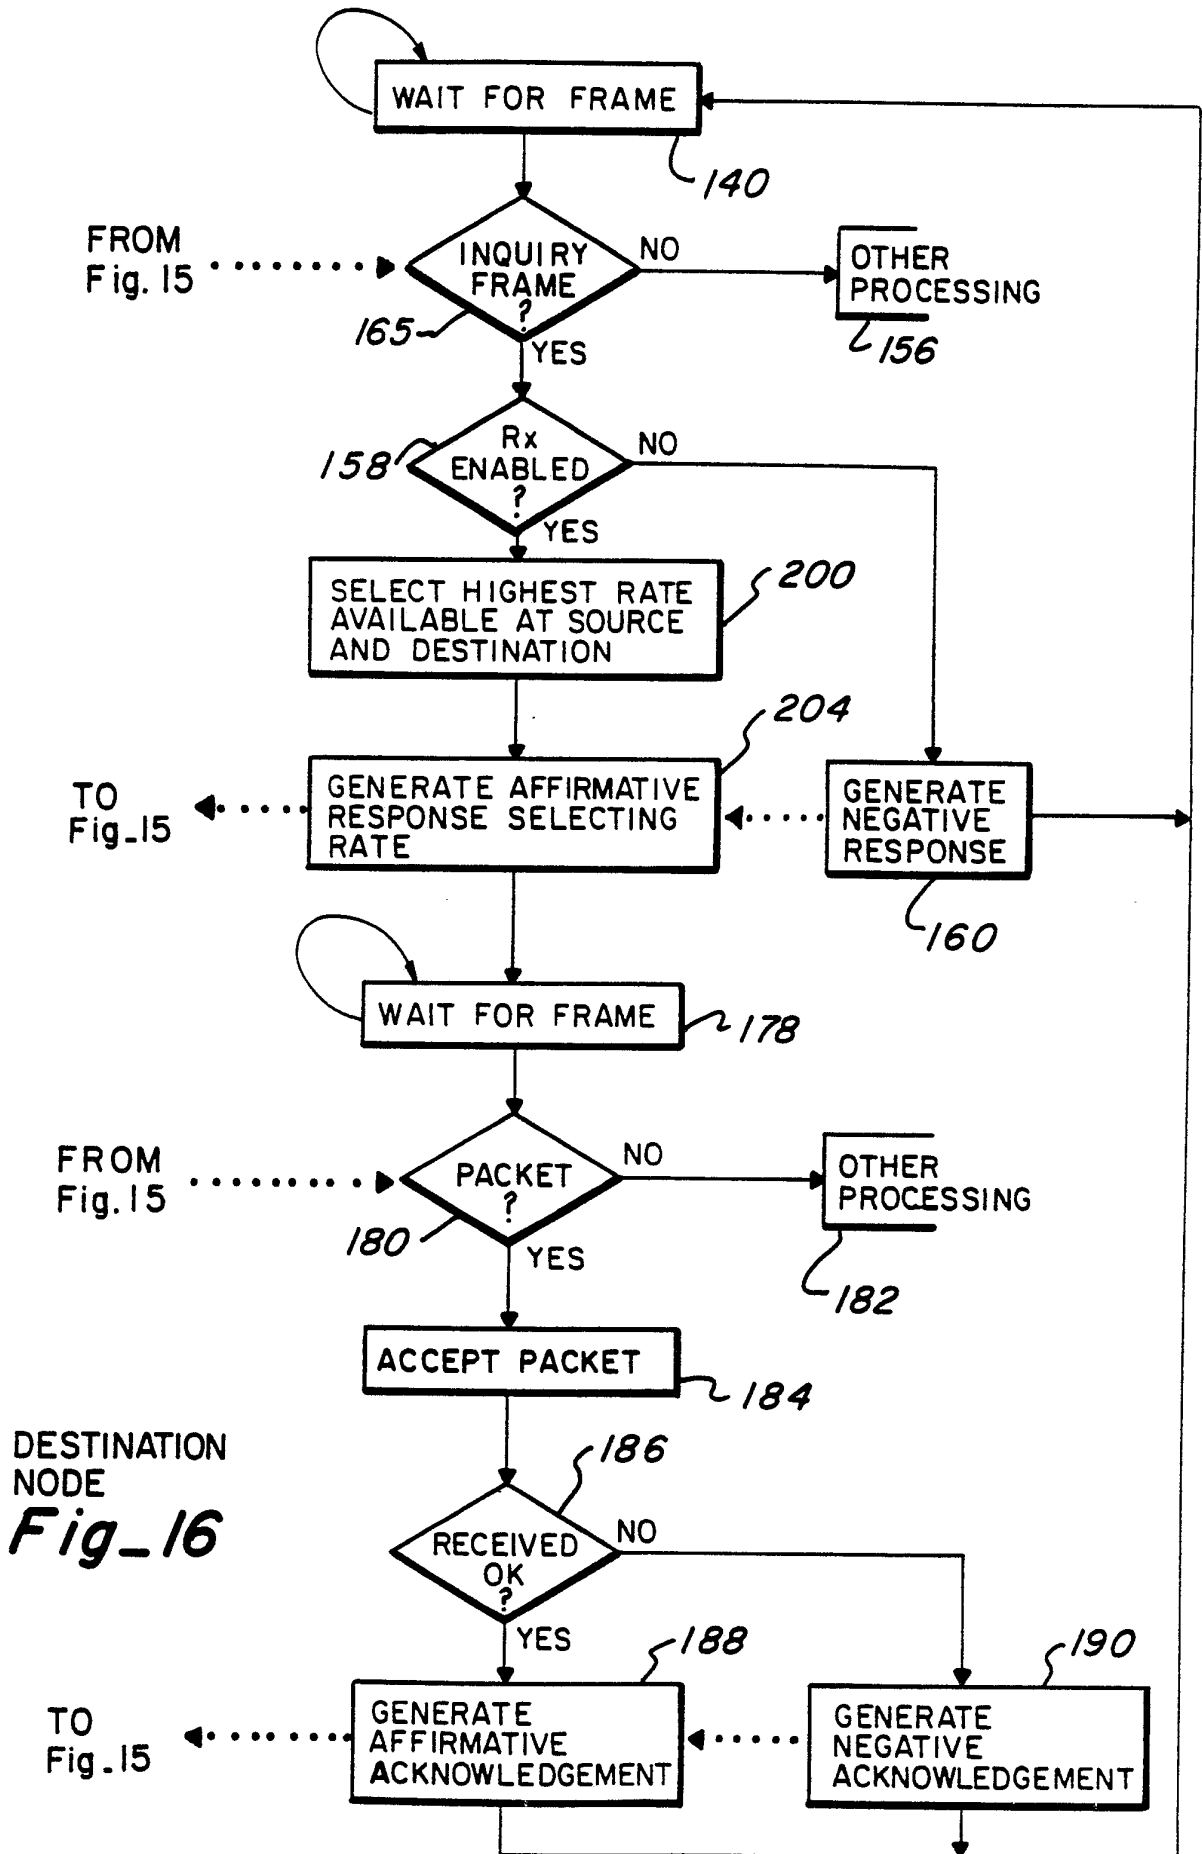 WAIT FOR FRAME
140
FROM
Fig. 15
INQUIRY
FRAME
?
NO
OTHER
PROCESSING
165
156
YES
Rx
ENABLED
?
NO
158
YES
SELECT HIGHEST RATE
AVAILABLE AT SOURCE
AND DESTINATION
200
204
TO
Fig_15
GENERATE AFFIRMATIVE
RESPONSE SELECTING
RATE
GENERATE
NEGATIVE
RESPONSE
160
WAIT FOR FRAME
178
FROM
Fig. 15
PACKET
?
NO
OTHER
PROCESSING
180
YES
182
ACCEPT PACKET
184
DESTINATION
NODE
Fig_16
186
RECEIVED
OK
?
NO
YES
188
190
TO
Fig_15
GENERATE
AFFIRMATIVE
ACKNOWLEDGEMENT
GENERATE
NEGATIVE
ACKNOWLEDGEMENT